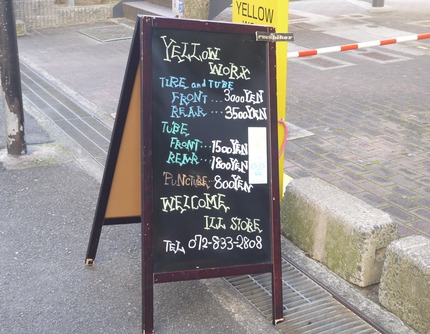 YELLOW
YELLOW
WORK
TIRE and TUBE
FRONT... 3000YEN
REAR... 3500YEN
TUBE
FRONT... 1500YEN
REAR... 1800YEN
PUNCTURE... 800YEN
WELCOME
ILL STORE
TEL 072-833-2808